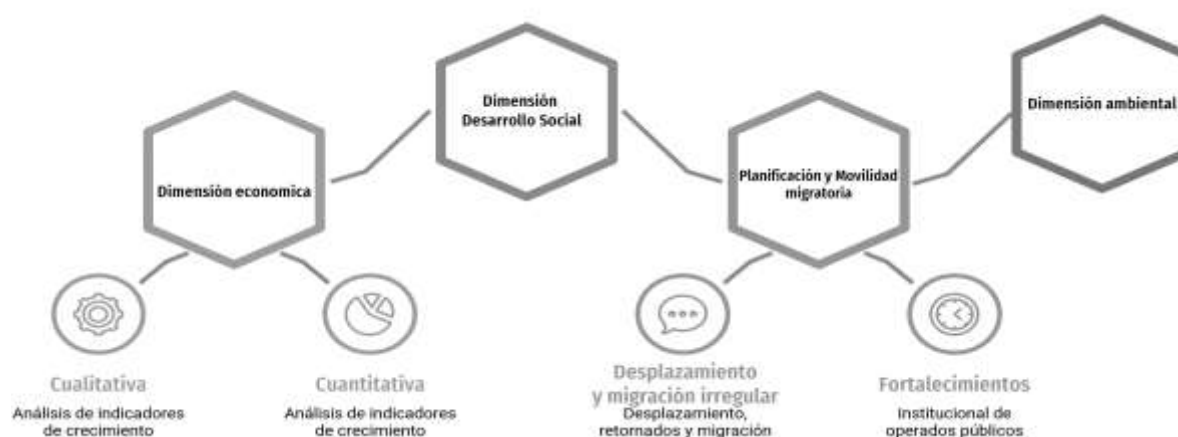 Dimensión economica
Dimensión
Desarrollo Social
Planificación y Movilidad
migratoria
Dimensión ambiental
Cualitativa
Análisis de indicadores
de crecimiento
Cuantitativa
Análisis de indicadores
de crecimiento
Desplazamiento
y migración irregular
Desplazamiento,
retornados y migración
Fortalecimientos
Institucional de
operados públicos